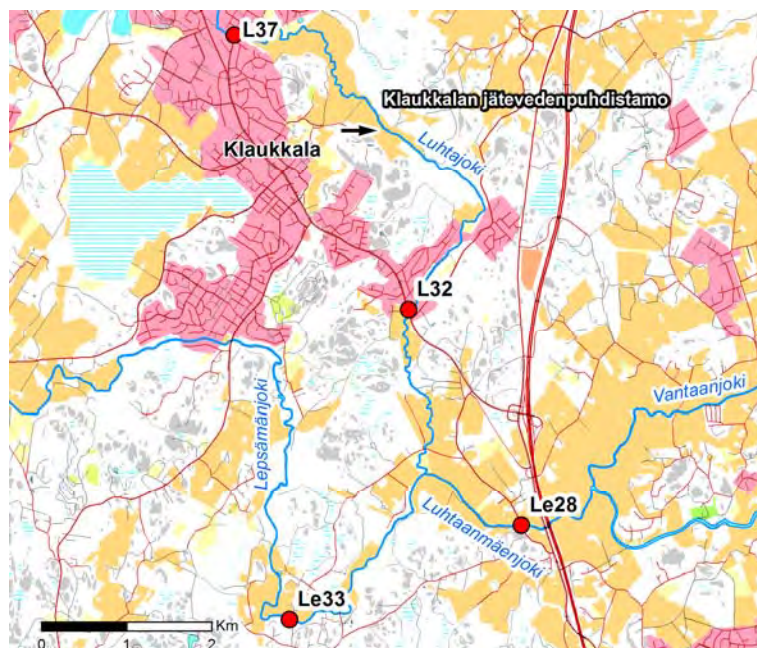 L37
Klaukkalan jätevedenpuhdistamo
Luhtajoki
Klaukkala
L32
Vantaanjoki
Lepsämänjoki
Le28
Luhtaanmäenjoki
Le33
Km
0 1 2